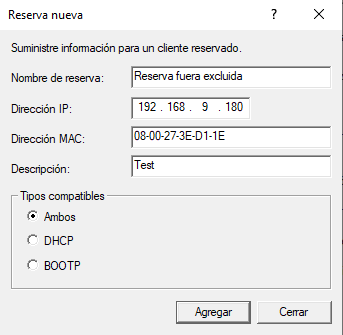 Reserva nueva
Suministre información para un cliente reservado.
Nombre de reserva: Reserva fuera excluida
Dirección IP: 192 . 168 . 9 . 180
Dirección MAC: 08-00-27-3E-D1-1E
Descripción: Test
Tipos compatibles
Ambos
DHCP
BOOTP
Agregar Cerrar